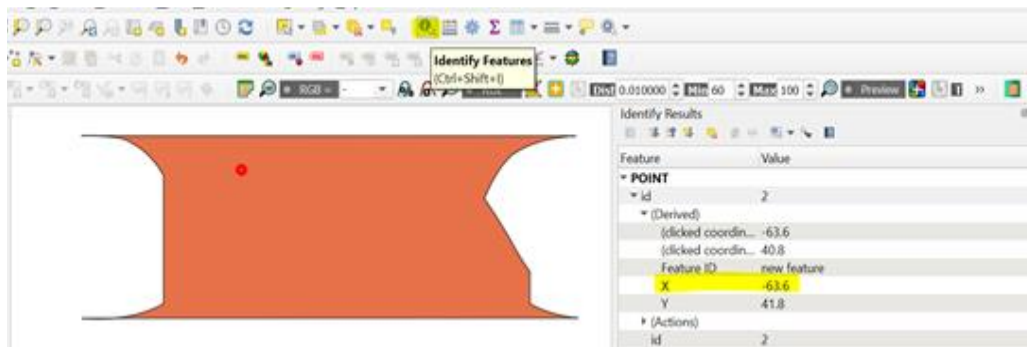 Identify Features
(Ctrl+Shift+I)
RGB
Dist 0.010000 Min 60 Max 100 Preview
Identify Results
Feature Value
POINT
id 2
(Derived)
(clicked coordin... -63.6
(clicked coordin... 40.8
Feature ID new feature
X -63.6
Y 41.8
(Actions)
id 2